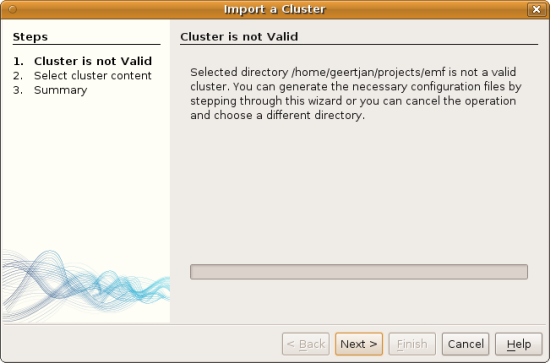 Import a Cluster
Steps
1. Cluster is not Valid
2. Select cluster content
3. Summary
Cluster is not Valid
Selected directory /home/geertjan/projects/emf is not a valid
cluster. You can generate the necessary configuration files by
stepping through this wizard or you can cancel the operation
and choose a different directory.
< Back
Next >
Finish
Cancel
Help